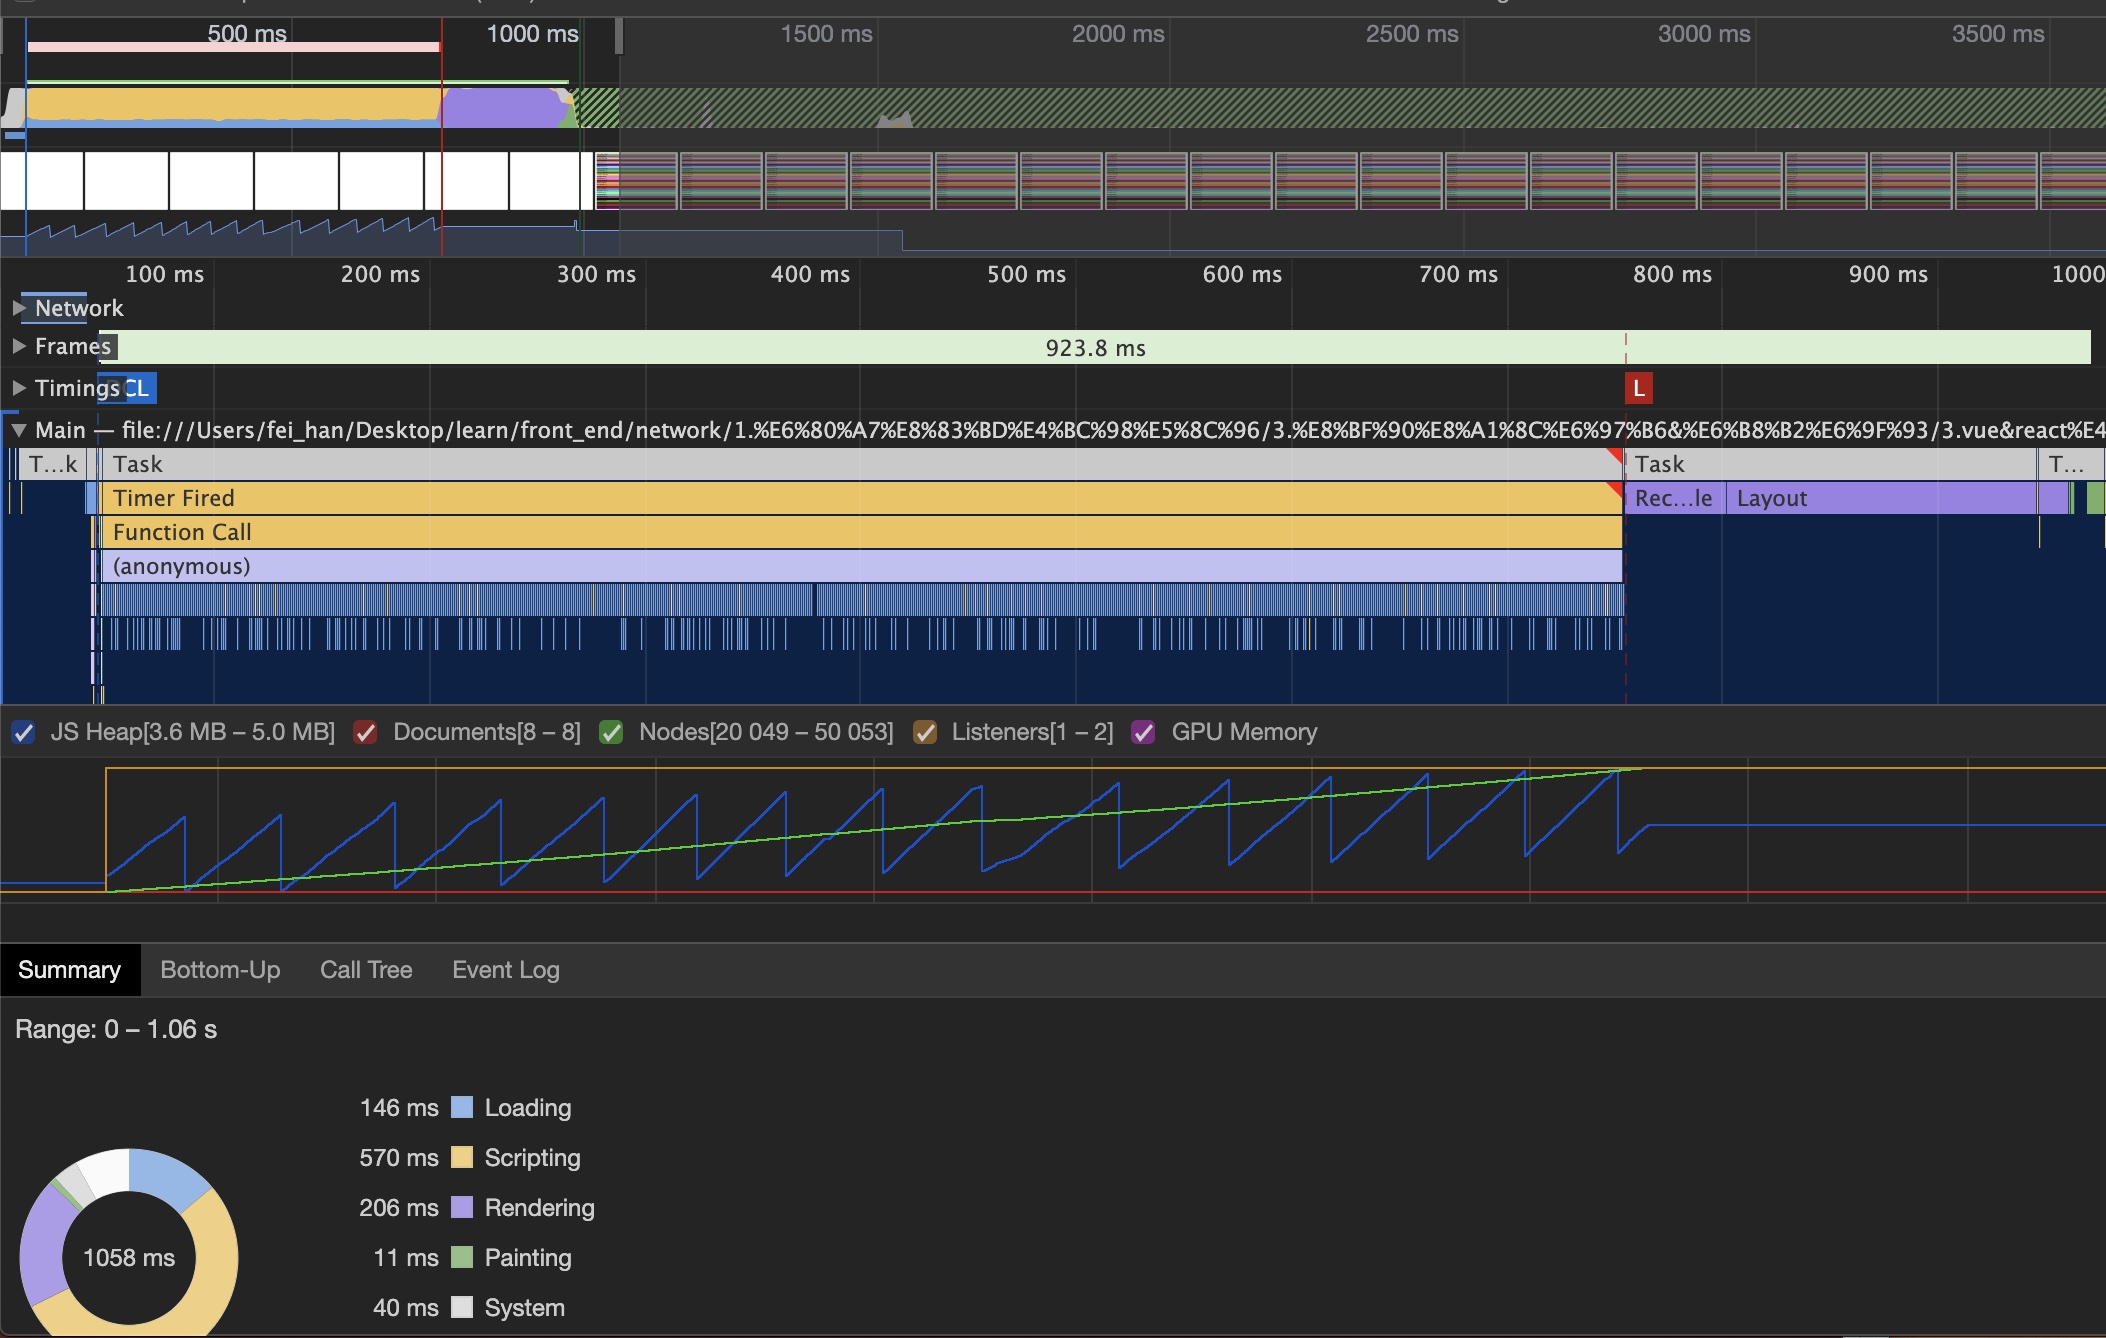 500 ms 1000 ms 1500 ms 2000 ms 2500 ms 3000 ms 3500 ms
100 ms 200 ms 300 ms 400 ms 500 ms 600 ms 700 ms 800 ms 900 ms 1000
Network
Frames 923.8 ms
Timings CL L
Main — file:///Users/fei_han/Desktop/learn/front_end/network/1.%E6%80%A7%E8%83%BD%E4%BC%98%E5%8C%96/3.%E8%BF%90%E8%A1%8C%E6%97%B6&%E6%B8%B2%E6%9F%93/3.vue&react%E4
T…k Task Task T…
Timer Fired Rec…le Layout
Function Call
(anonymous)
JS Heap[3.6 MB – 5.0 MB] Documents[8 – 8] Nodes[20 049 – 50 053] Listeners[1 – 2] GPU Memory
Summary Bottom-Up Call Tree Event Log
Range: 0 – 1.06 s
146 ms Loading
570 ms Scripting
206 ms Rendering
1058 ms 11 ms Painting
40 ms System